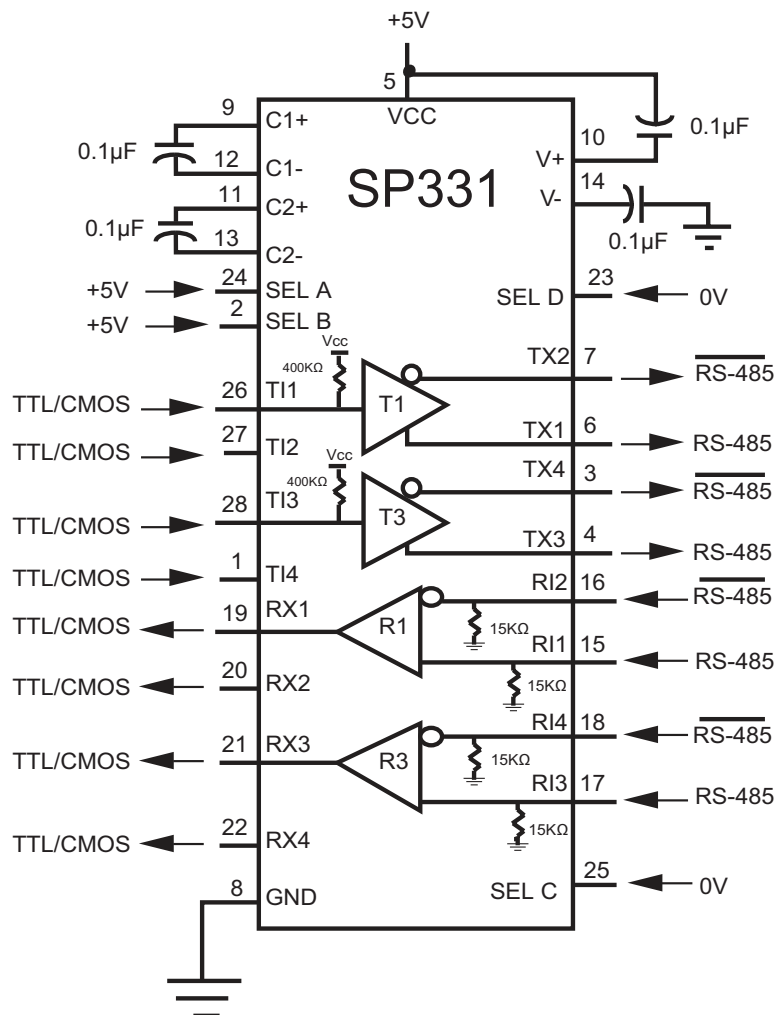 +5V
5
VCC
9
C1+
0.1µF
12
C1-
11
C2+
0.1µF
13
C2-
SP331
10
V+
0.1µF
14
V-
0.1µF
+5V
24
SEL A
+5V
2
SEL B
23
SEL D
0V
Vcc
400KΩ
TTL/CMOS
26
TI1
T1
TX2
7
RS-485
TTL/CMOS
27
TI2
TX1
6
RS-485
Vcc
400KΩ
TTL/CMOS
28
TI3
T3
TX4
3
RS-485
TX3
4
RS-485
TTL/CMOS
1
TI4
TTL/CMOS
19
RX1
R1
RI2
16
RS-485
15KΩ
RI1
15
RS-485
15KΩ
TTL/CMOS
20
RX2
TTL/CMOS
21
RX3
R3
RI4
18
RS-485
15KΩ
RI3
17
RS-485
15KΩ
TTL/CMOS
22
RX4
8
GND
SEL C
25
0V